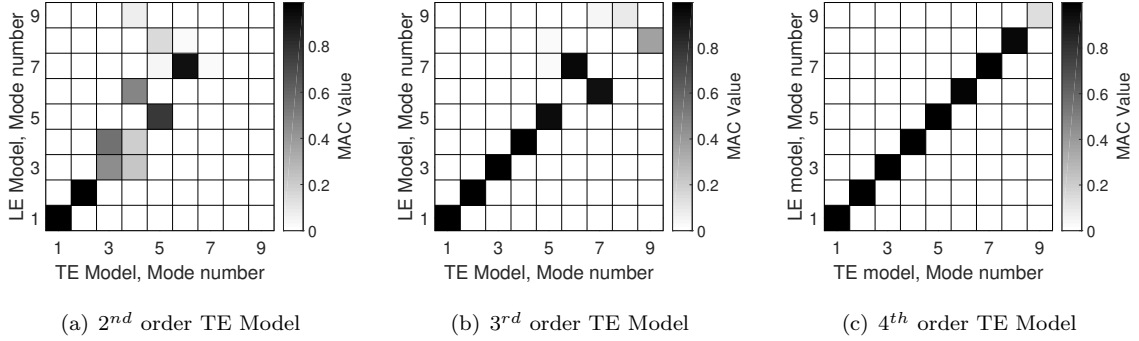 9
7
5
3
1
LE Model, Mode number
1 3 5 7 9
TE Model, Mode number
0.8
0.6
0.4
0.2
0
MAC Value
(a) 2nd order TE Model
9
7
5
3
1
LE Model, Mode number
1 3 5 7 9
TE Model, Mode number
0.8
0.6
0.4
0.2
0
MAC Value
(b) 3rd order TE Model
9
7
5
3
1
LE model, Mode number
1 3 5 7 9
TE model, Mode number
0.8
0.6
0.4
0.2
0
MAC Value
(c) 4th order TE Model